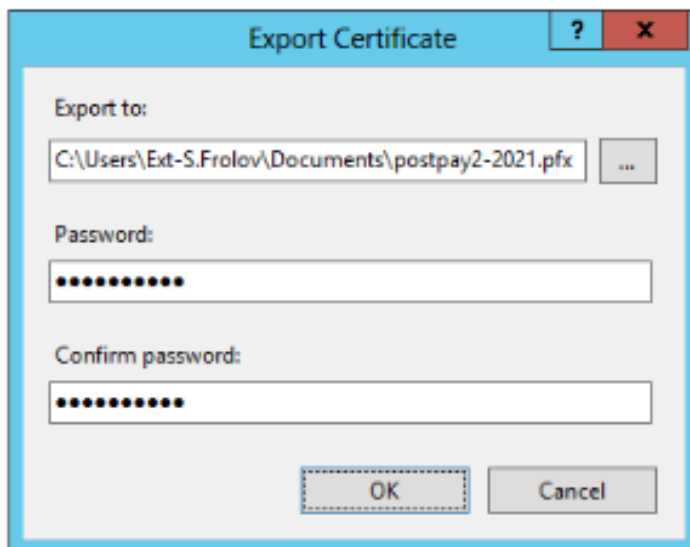 Export Certificate
?
x
Export to:
C:\Users\Ext-S.Frolov\Documents\postpay2-2021.pfx
...
Password:
••••••••••
Confirm password:
••••••••••
OK
Cancel